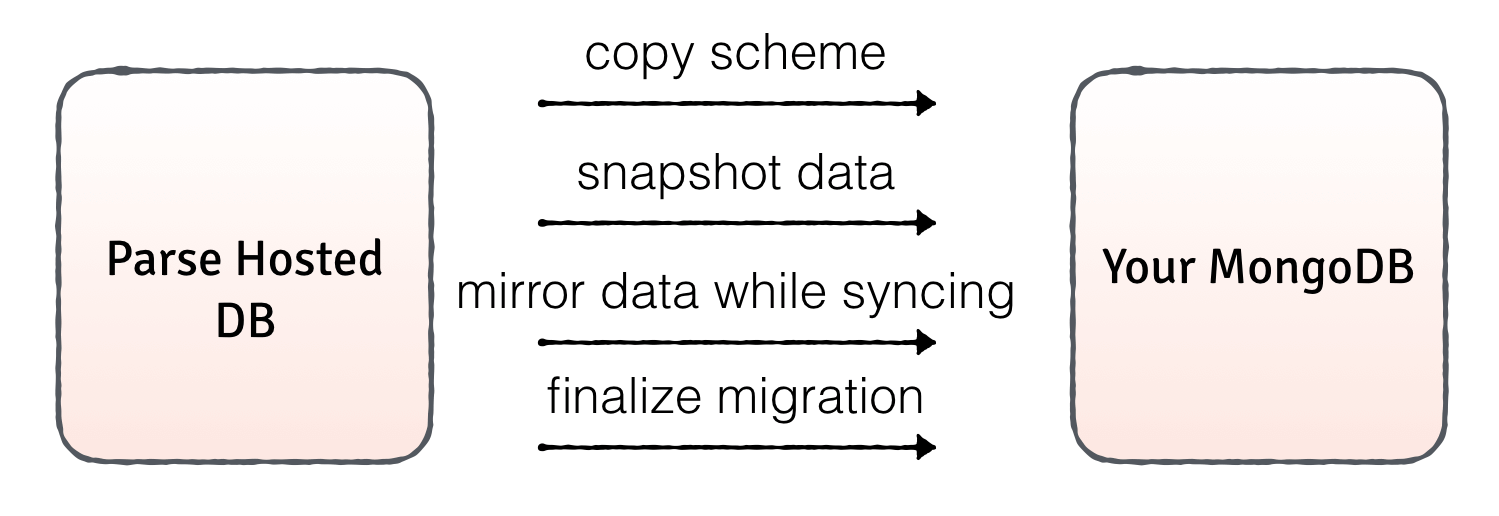 copy scheme
snapshot data
Parse Hosted
DB
mirror data while syncing
Your MongoDB
finalize migration